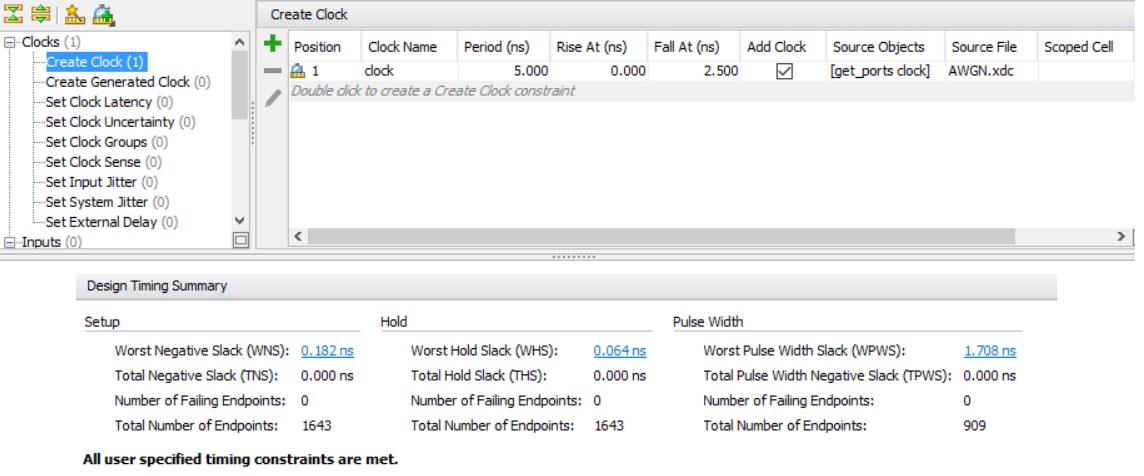 Create Clock
Clocks (1)
Create Clock (1)
Create Generated Clock (0)
Set Clock Latency (0)
Set Clock Uncertainty (0)
Set Clock Groups (0)
Set Clock Sense (0)
Set Input Jitter (0)
Set System Jitter (0)
Set External Delay (0)
Inputs (0)
Position Clock Name Period (ns) Rise At (ns) Fall At (ns) Add Clock Source Objects Source File Scoped Cell
1 clock 5.000 0.000 2.500 [get_ports clock] AWGN.xdc
Double click to create a Create Clock constraint
Design Timing Summary
Setup Hold Pulse Width
Worst Negative Slack (WNS): 0.182 ns Worst Hold Slack (WHS): 0.064 ns Worst Pulse Width Slack (WPWS): 1.708 ns
Total Negative Slack (TNS): 0.000 ns Total Hold Slack (THS): 0.000 ns Total Pulse Width Negative Slack (TPWS): 0.000 ns
Number of Failing Endpoints: 0 Number of Failing Endpoints: 0 Number of Failing Endpoints: 0
Total Number of Endpoints: 1643 Total Number of Endpoints: 1643 Total Number of Endpoints: 909
All user specified timing constraints are met.